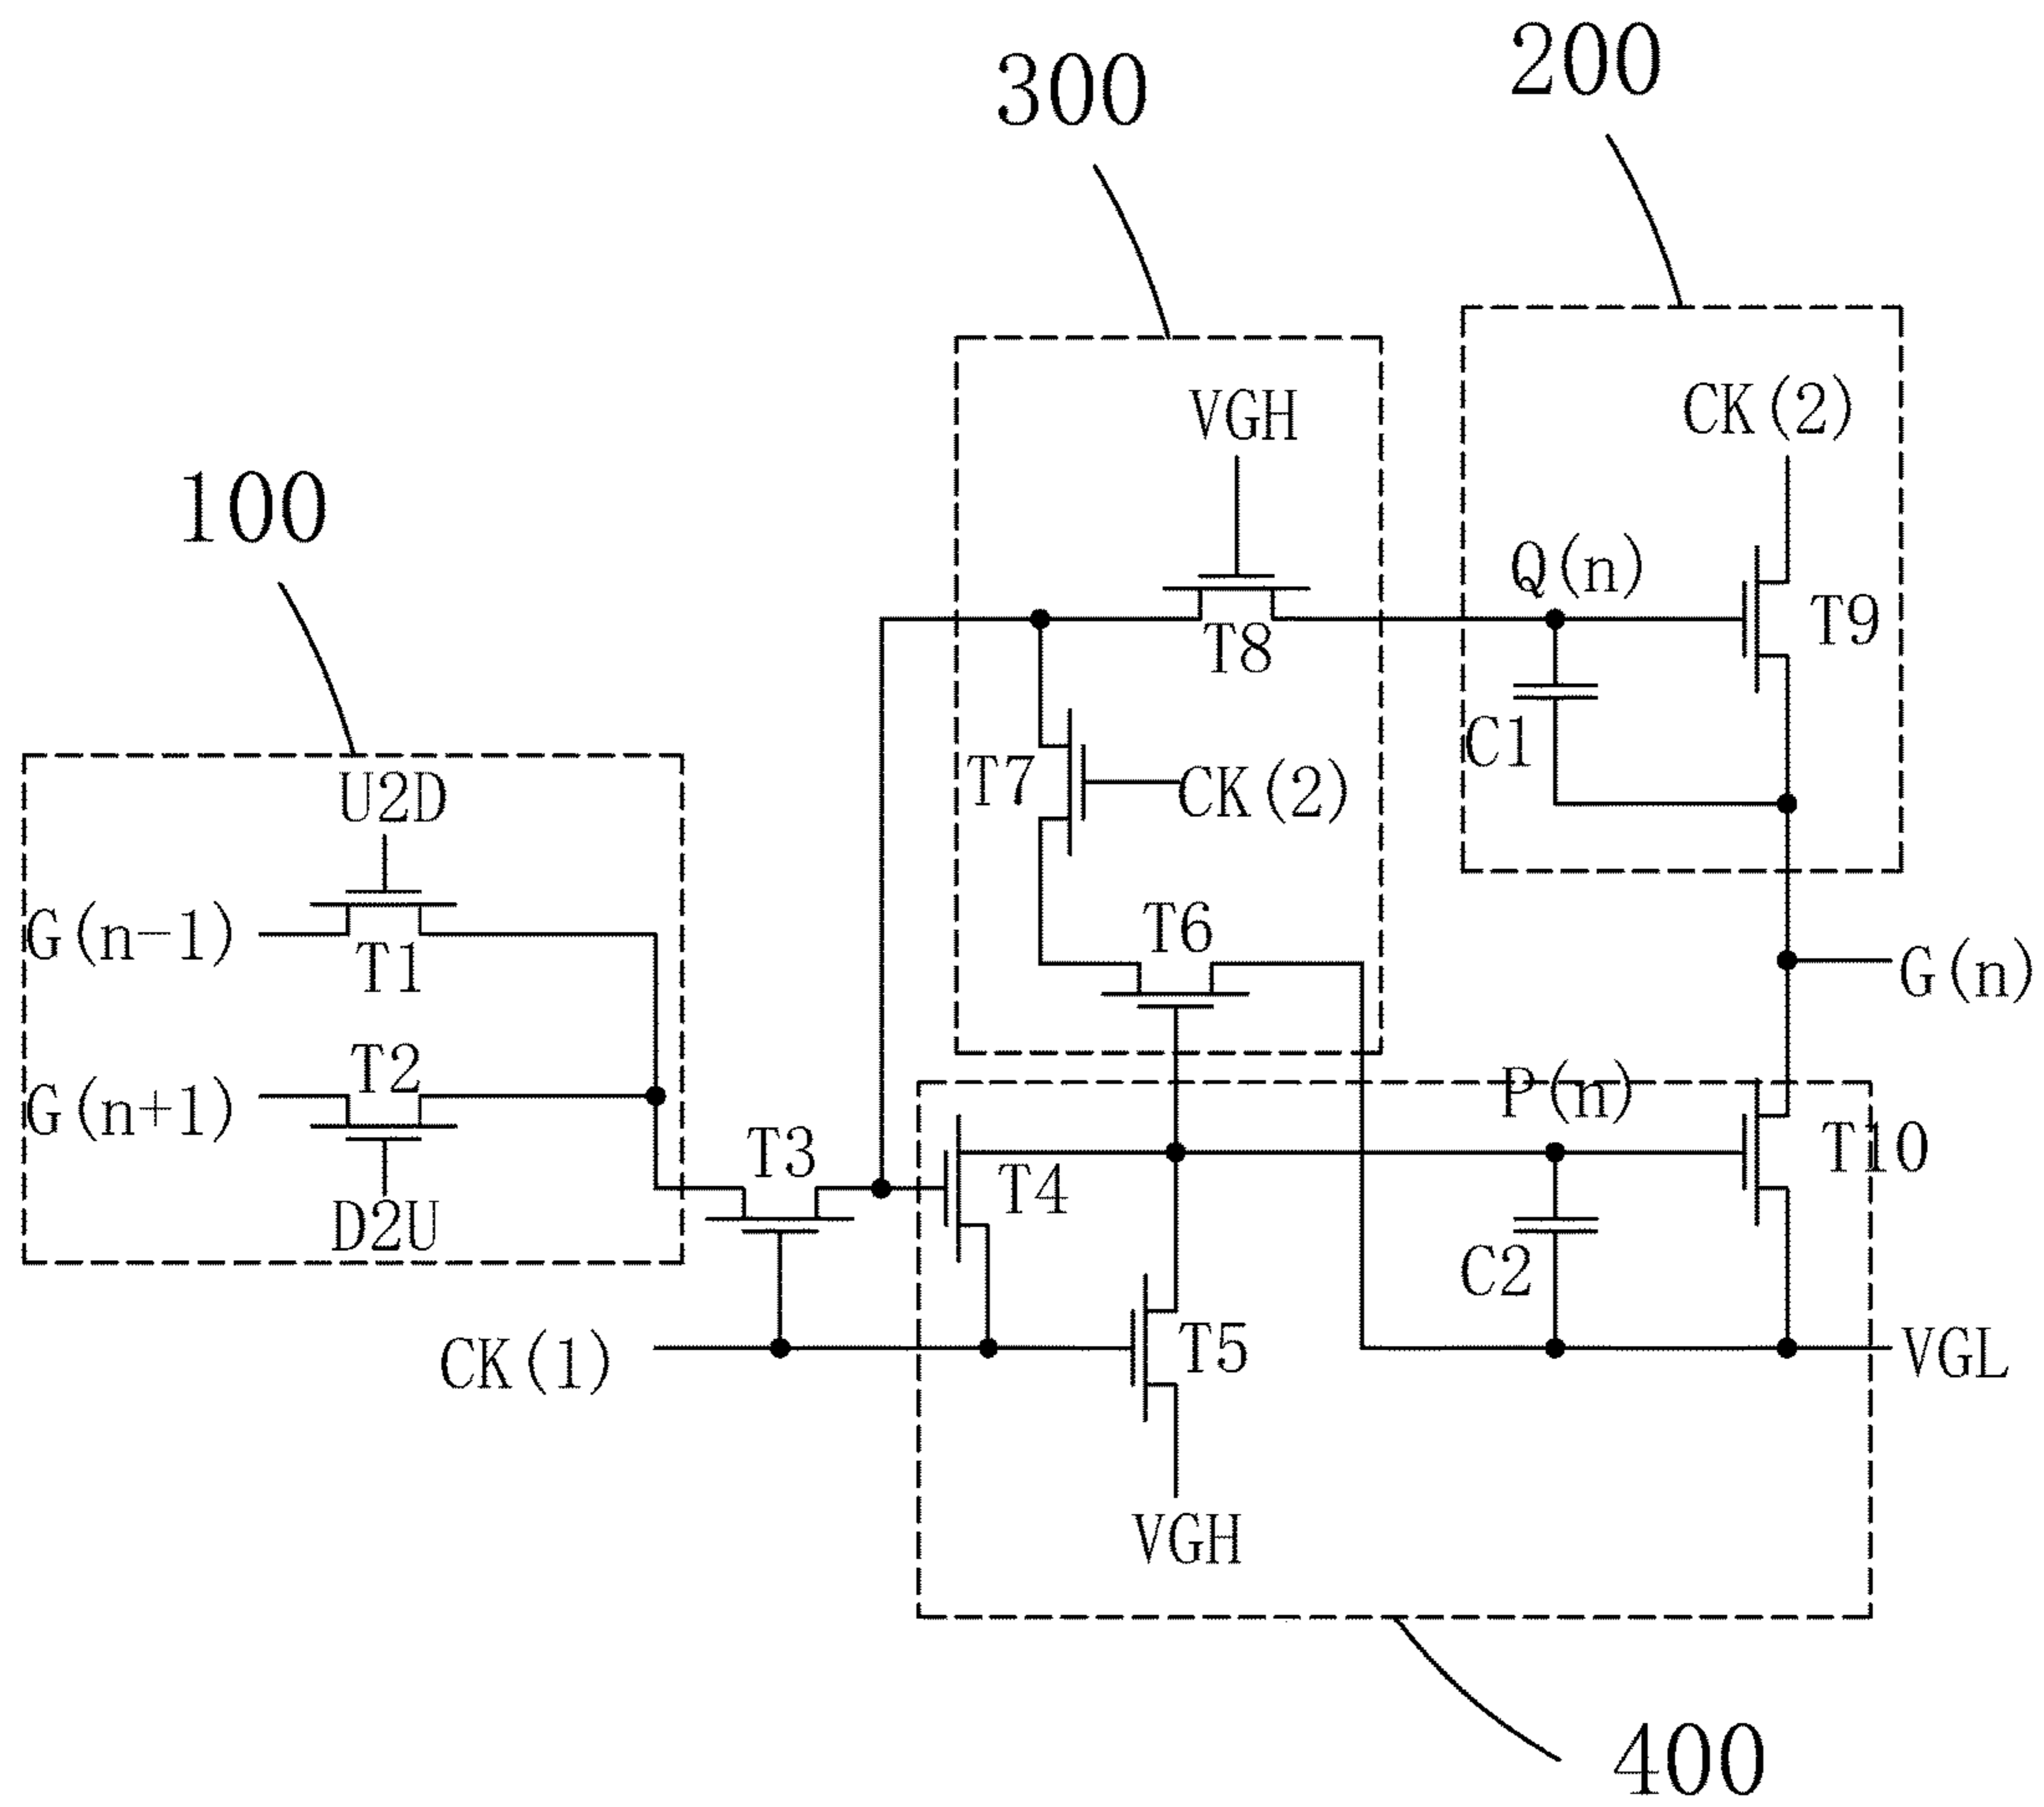 200
300
CK(2)
VGH
100
Q(n)
T9
T8
C1
T7
CK(2)
U2D
T6
G(n-1)
T1
G(n)
T2
P(n)
G(n+1)
T3
T4
T10
D2U
C2
CK(1)
T5
VGL
VGH
400